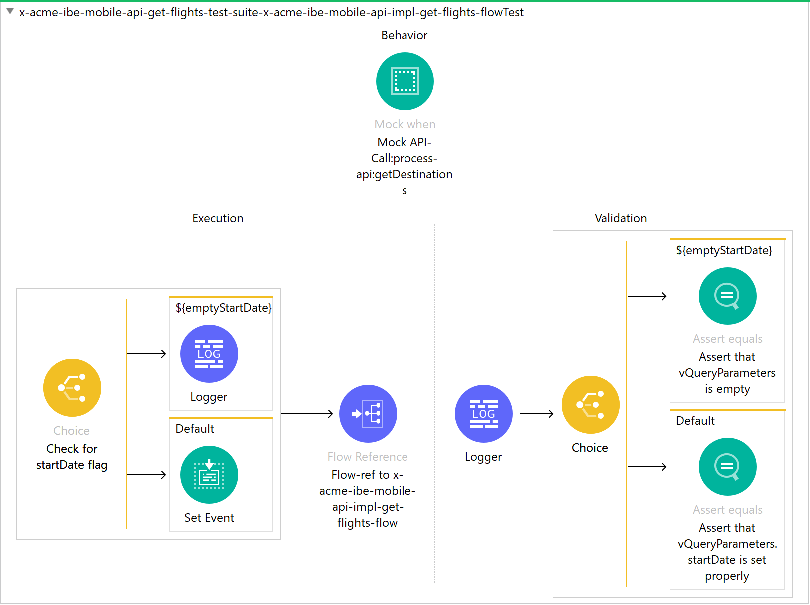 x-acme-ibe-mobile-api-get-flights-test-suite-x-acme-ibe-mobile-api-impl-get-flights-flowTest
Behavior
Mock when
Mock API-
Call:process-
api:getDestination
s
Execution
${emptyStartDate}
LOG
Logger
Choice
Check for
startDate flag
Default
Set Event
Flow Reference
Flow-ref to x-
acme-ibe-mobile-
api-impl-get-
flights-flow
Validation
LOG
Logger
Choice
${emptyStartDate}
Assert equals
Assert that
vQueryParameters
is empty
Default
Assert equals
Assert that
vQueryParameters.
startDate is set
properly